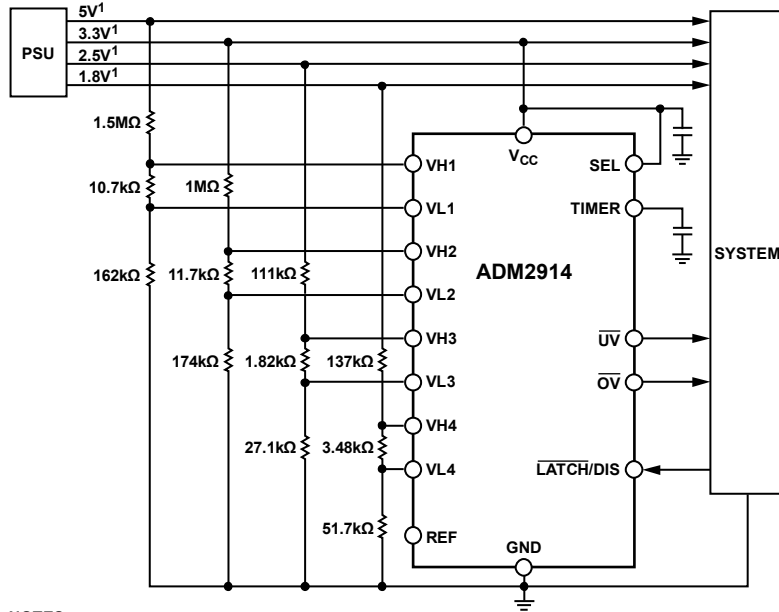 5V1
3.3V1
PSU
2.5V1
1.8V1
1.5MΩ
VCC
VH1
SEL
10.7kΩ
1MΩ
VL1
TIMER
SYSTEM
VH2
ADM2914
162kΩ
11.7kΩ
111kΩ
VL2
VH3
UV
174kΩ
1.82kΩ
137kΩ
VL3
OV
VH4
27.1kΩ
3.48kΩ
VL4
LATCH/DIS
51.7kΩ
REF
GND